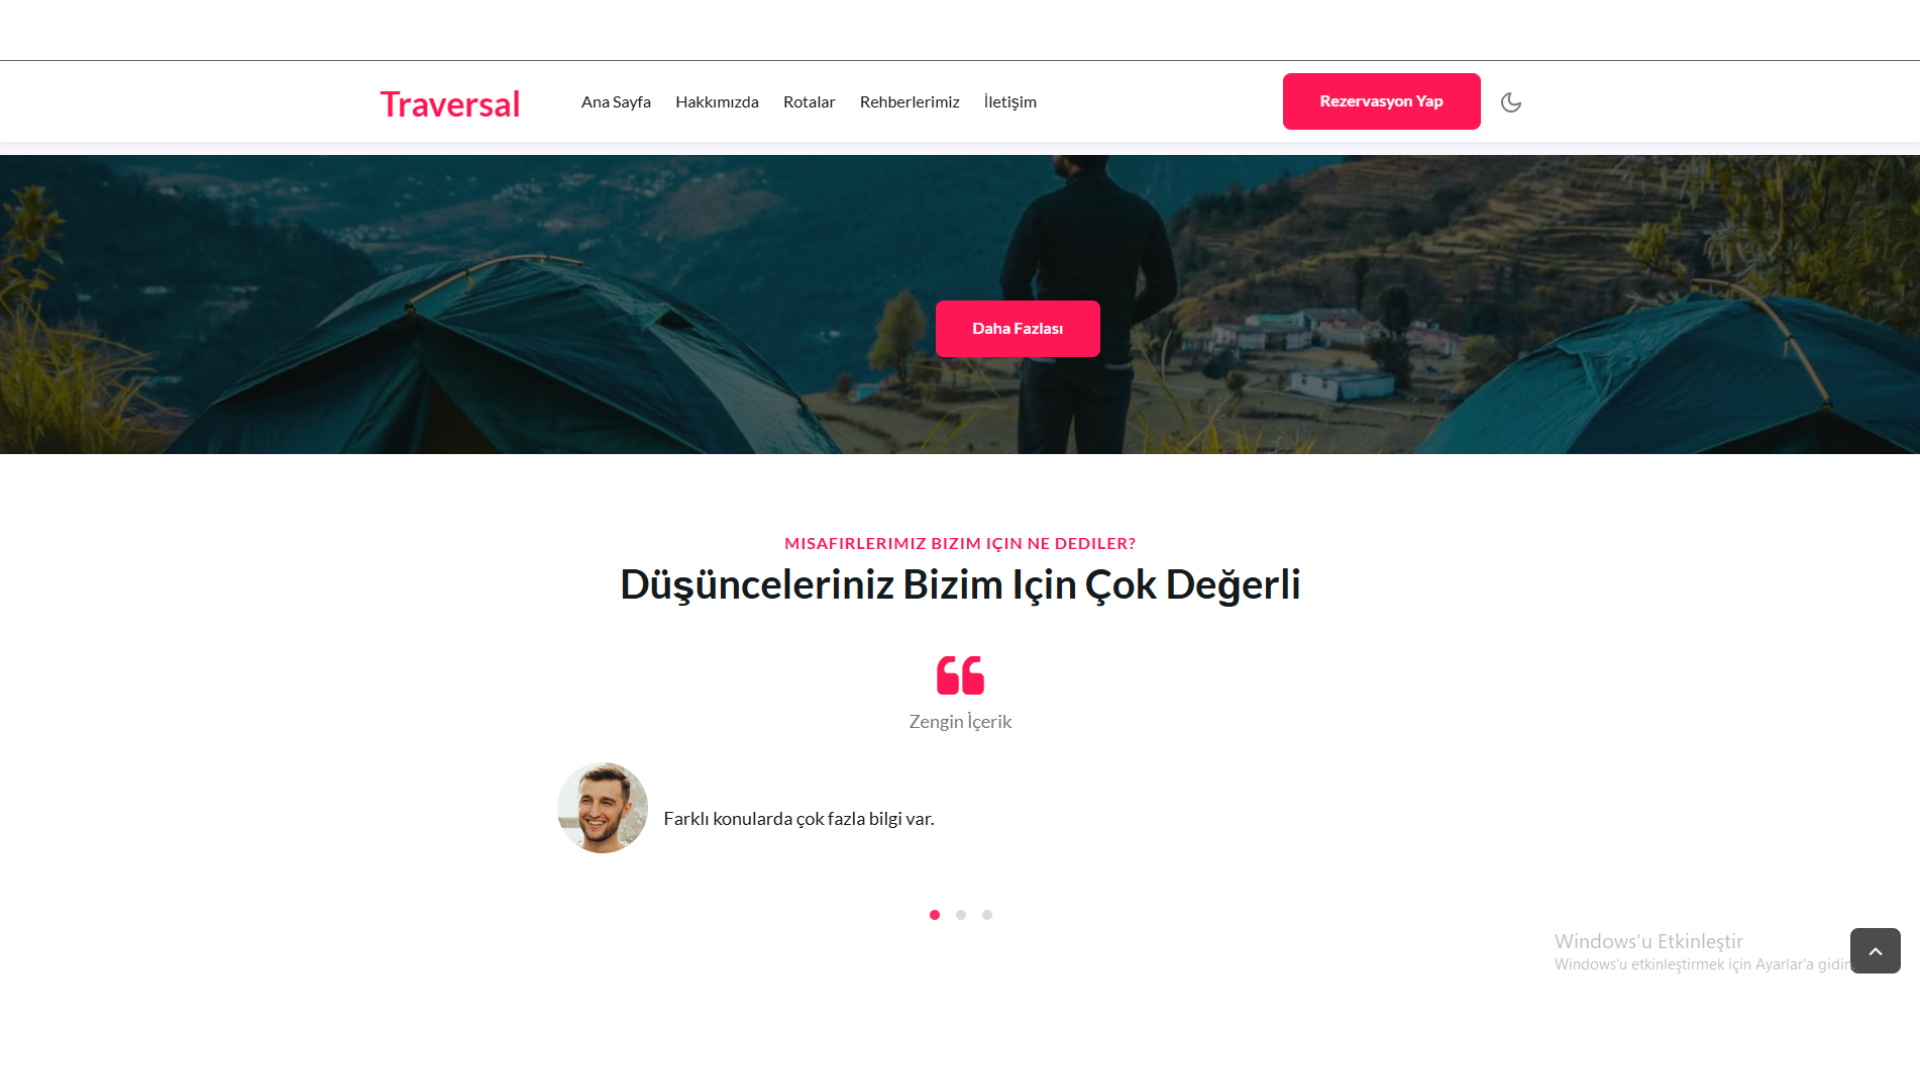 Traversal
Ana Sayfa
Hakkımızda
Rotalar
Rehberlerimiz
İletişim
Rezervasyon Yap
Daha Fazlası
MISAFIRLERIMIZ BIZIM IÇIN NE DEDILER?
Düşünceleriniz Bizim Için Çok Değerli
Zengin İçerik
Farklı konularda çok fazla bilgi var.
Windows'u Etkinleştir
Windows'u etkinleştirmek için Ayarlar'a gidin.